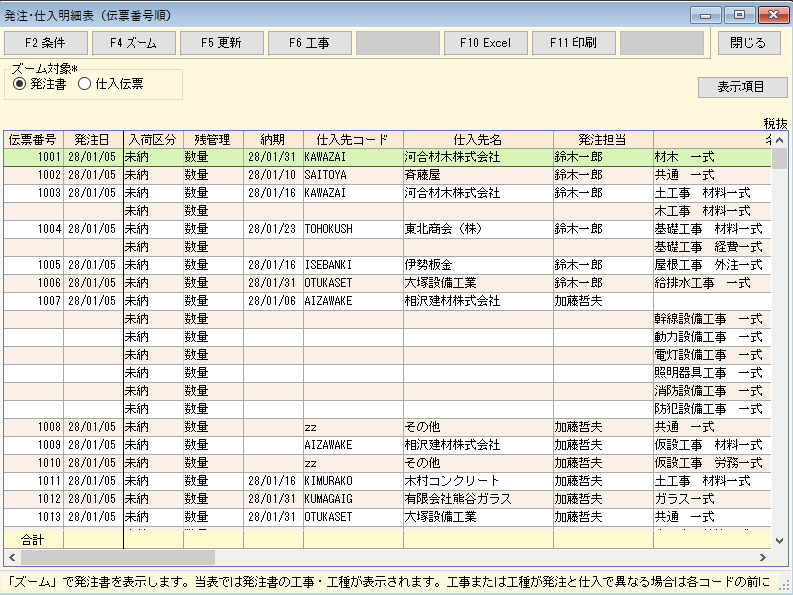 発注・仕入明細表（伝票番号順）
F2 条件 F4 ズーム F5 更新 F6 工事 F10 Excel F11 印刷 閉じる
ズーム対象*
発注書 仕入伝票
表示項目
税抜
伝票番号 発注日 入荷区分 残管理 納期 仕入先コード 仕入先名 発注担当
1001 28/01/05 未納 数量 28/01/31 KAWAZAI 河合材木株式会社 鈴木一郎 材木　一式
1002 28/01/05 未納 数量 28/01/10 SAITOYA 斉藤屋 鈴木一郎 共通　一式
1003 28/01/05 未納 数量 28/01/16 KAWAZAI 河合材木株式会社 鈴木一郎 土工事　材料一式
未納 数量 木工事　材料一式
1004 28/01/05 未納 数量 28/01/23 TOHOKUSH 東北商会（株） 鈴木一郎 基礎工事　材料一式
未納 数量 基礎工事　経費一式
1005 28/01/05 未納 数量 28/01/16 ISEBANKI 伊勢板金 鈴木一郎 屋根工事　外注一式
1006 28/01/05 未納 数量 28/01/31 OTUKASET 大塚設備工業 鈴木一郎 給排水工事　一式
1007 28/01/05 未納 数量 28/01/06 AIZAWAKE 相沢建材株式会社 加藤哲夫
未納 数量 幹線設備工事　一式
未納 数量 動力設備工事　一式
未納 数量 電灯設備工事　一式
未納 数量 照明器具工事　一式
未納 数量 消防設備工事　一式
未納 数量 防犯設備工事　一式
1008 28/01/05 未納 数量 zz その他 加藤哲夫 共通　一式
1009 28/01/05 未納 数量 AIZAWAKE 相沢建材株式会社 加藤哲夫 仮設工事　材料一式
1010 28/01/05 未納 数量 zz その他 加藤哲夫 仮設工事　労務一式
1011 28/01/05 未納 数量 28/01/16 KIMURAKO 木村コンクリート 加藤哲夫 土工事　材料一式
1012 28/01/05 未納 数量 28/01/31 KUMAGAIG 有限会社熊谷ガラス 加藤哲夫 ガラス一式
1013 28/01/05 未納 数量 28/01/31 OTUKASET 大塚設備工業 加藤哲夫 共通　一式
合計
「ズーム」で発注書を表示します。当表では発注書の工事・工種が表示されます。工事または工種が発注と仕入で異なる場合は各コードの前に